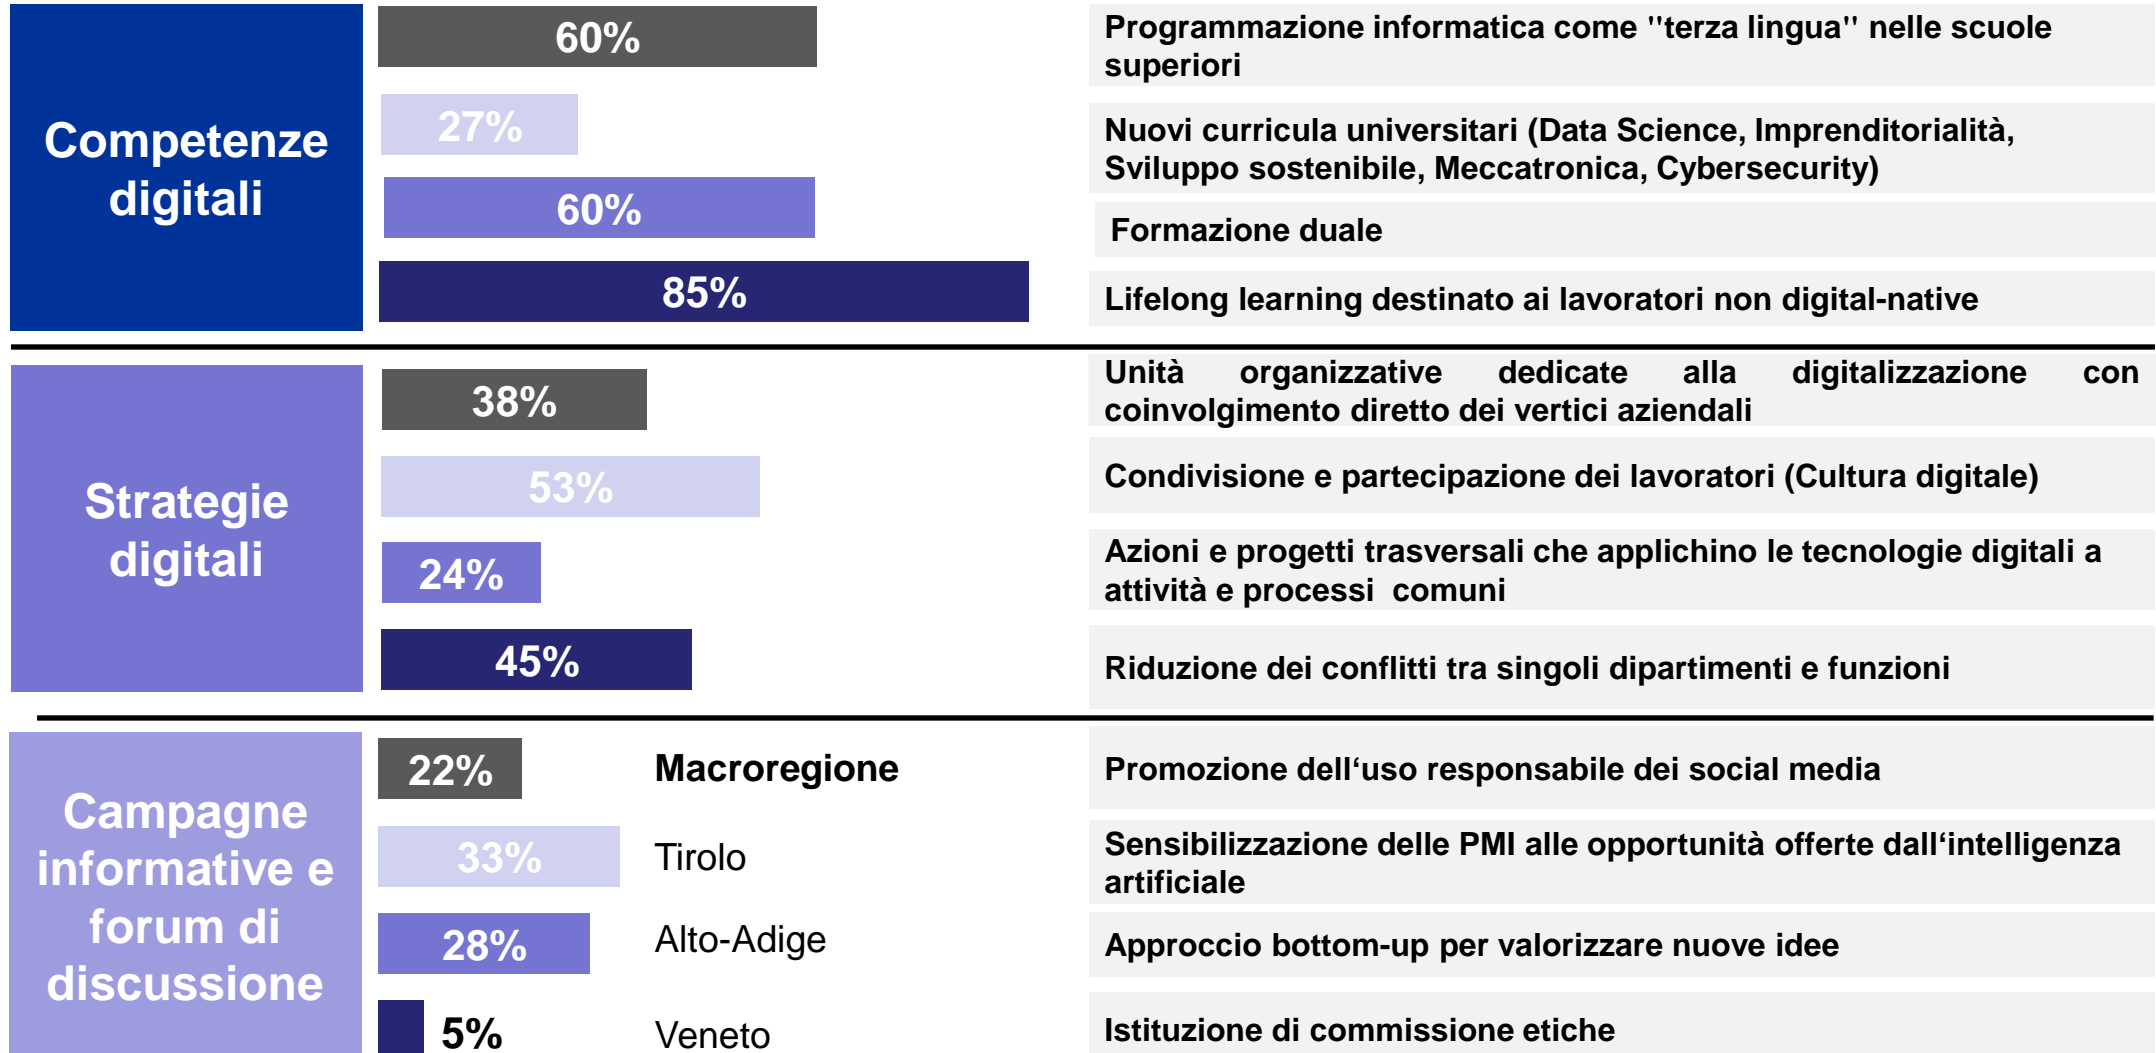 Competenze
digitali
60%
27%
60%
85%
Programmazione informatica come "terza lingua" nelle scuole
superiori
Nuovi curricula universitari (Data Science, Imprenditorialità,
Sviluppo sostenibile, Meccatronica, Cybersecurity)
Formazione duale
Lifelong learning destinato ai lavoratori non digital-native
Strategie
digitali
38%
53%
24%
45%
Unità organizzative dedicate alla digitalizzazione con
coinvolgimento diretto dei vertici aziendali
Condivisione e partecipazione dei lavoratori (Cultura digitale)
Azioni e progetti trasversali che applichino le tecnologie digitali a
attività e processi comuni
Riduzione dei conflitti tra singoli dipartimenti e funzioni
Campagne
informative e
forum di
discussione
22% Macroregione
33% Tirolo
28% Alto-Adige
5% Veneto
Promozione dell‘uso responsabile dei social media
Sensibilizzazione delle PMI alle opportunità offerte dall‘intelligenza
artificiale
Approccio bottom-up per valorizzare nuove idee
Istituzione di commissione etiche